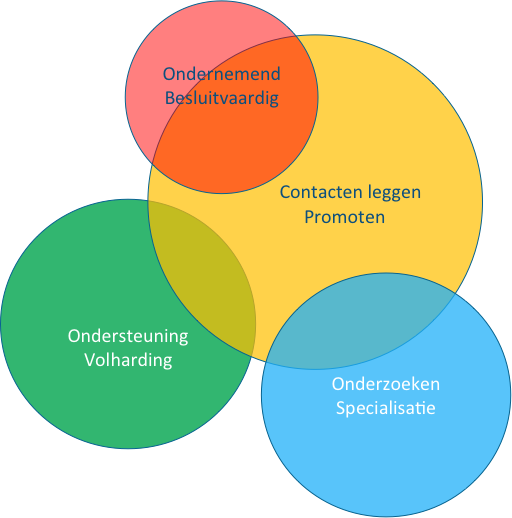 Ondernemend
Besluitvaardig
Contacten leggen
Promoten
Ondersteuning
Volharding
Onderzoeken
Specialisatie